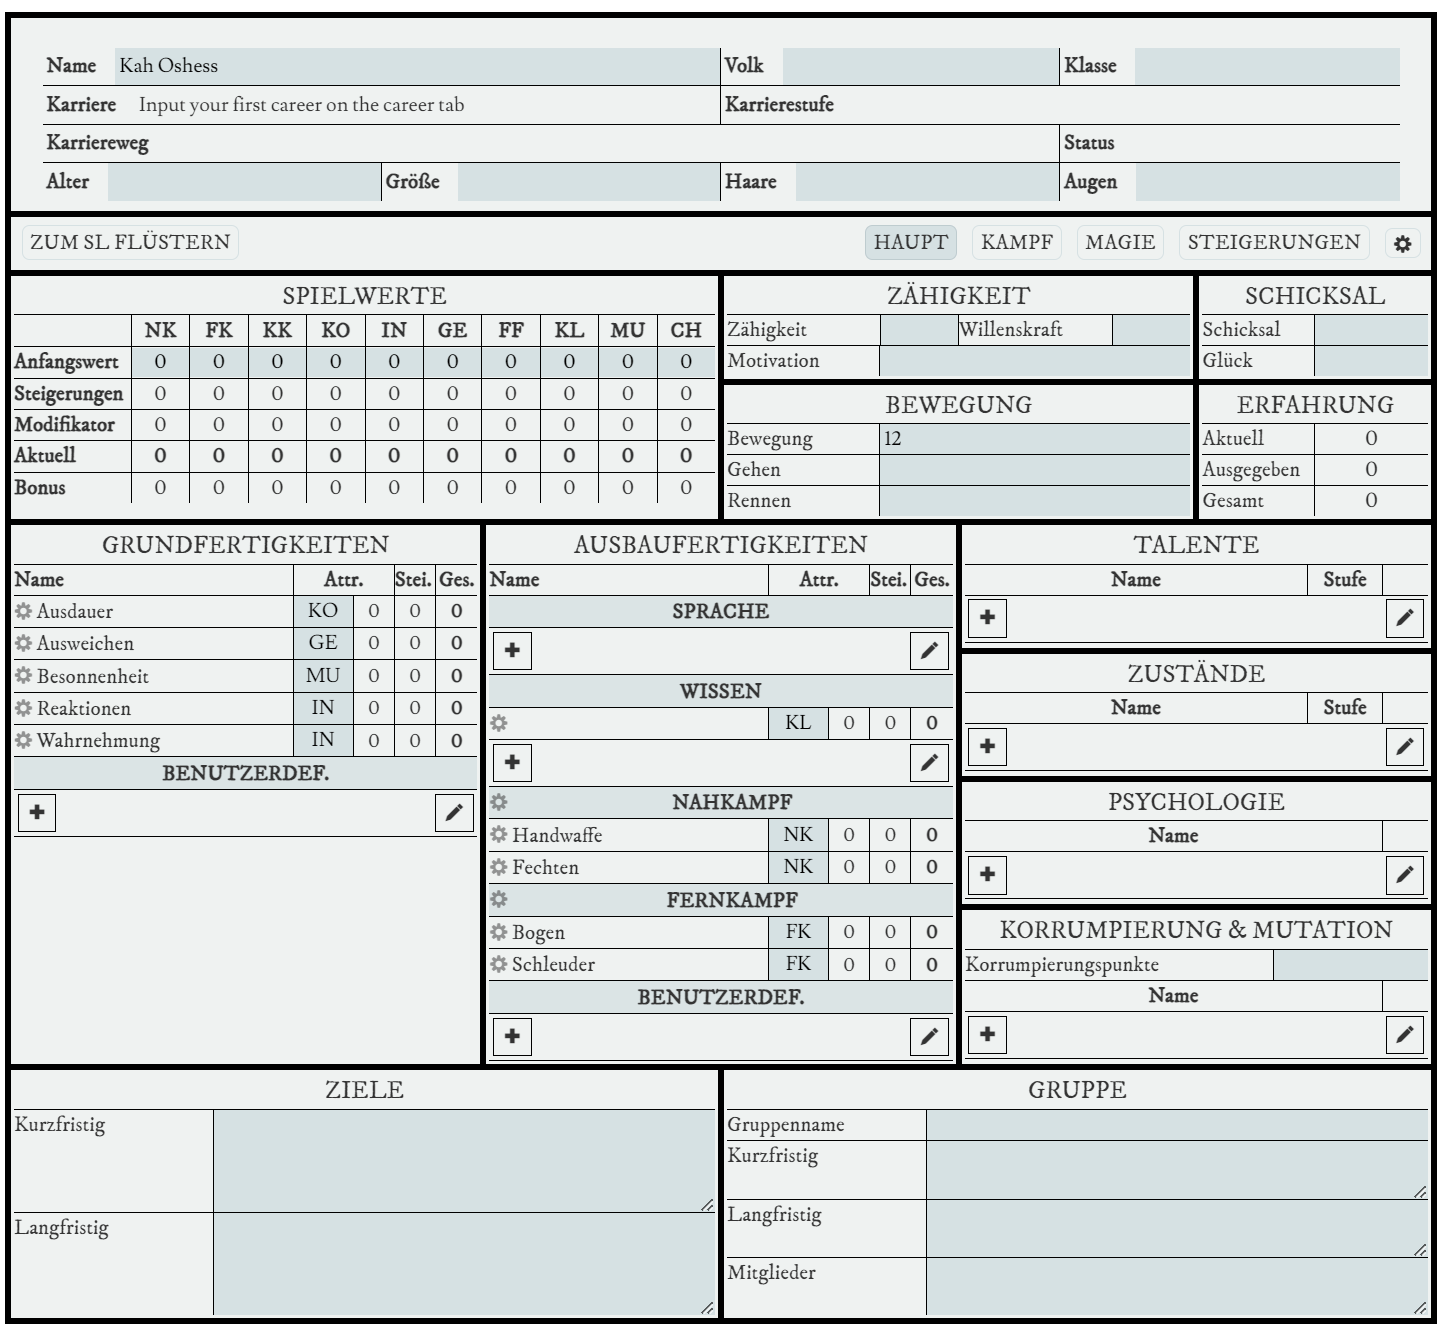 Name Kah Oshess Volk Klasse
Karriere Input your first career on the career tab Karrierestufe
Karriereweg Status
Alter Größe Haare Augen
ZUM SL FLÜSTERN HAUPT KAMPF MAGIE STEIGERUNGEN
SPIELWERTE
NK FK KK KO IN GE FF KL MU CH
Anfangswert 0 0 0 0 0 0 0 0 0 0
Steigerungen 0 0 0 0 0 0 0 0 0 0
Modifikator 0 0 0 0 0 0 0 0 0 0
Aktuell 0 0 0 0 0 0 0 0 0 0
Bonus 0 0 0 0 0 0 0 0 0 0
ZÄHIGKEIT
Zähigkeit Willenskraft
Motivation
SCHICKSAL
Schicksal
Glück
BEWEGUNG
Bewegung 12
Gehen
Rennen
ERFAHRUNG
Aktuell 0
Ausgegeben 0
Gesamt 0
GRUNDFERTIGKEITEN
Name Attr. Stei. Ges.
Ausdauer KO 0 0 0
Ausweichen GE 0 0 0
Besonnenheit MU 0 0 0
Reaktionen IN 0 0 0
Wahrnehmung IN 0 0 0
BENUTZERDEF.
AUSBAUFERTIGKEITEN
Name Attr. Stei. Ges.
SPRACHE
WISSEN
KL 0 0 0
NAHKAMPF
Handwaffe NK 0 0 0
Fechten NK 0 0 0
FERNKAMPF
Bogen FK 0 0 0
Schleuder FK 0 0 0
BENUTZERDEF.
TALENTE
Name Stufe
ZUSTÄNDE
Name Stufe
PSYCHOLOGIE
Name
KORRUMPIERUNG & MUTATION
Korrumpierungspunkte
Name
ZIELE
Kurzfristig
Langfristig
GRUPPE
Gruppenname
Kurzfristig
Langfristig
Mitglieder